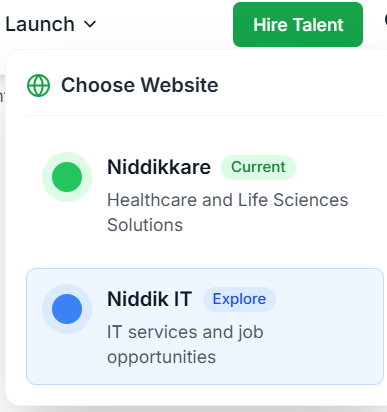 Launch
Hire Talent
Choose Website
Niddikkare
Current
Healthcare and Life Sciences
Solutions
Niddik IT
Explore
IT services and job
opportunities